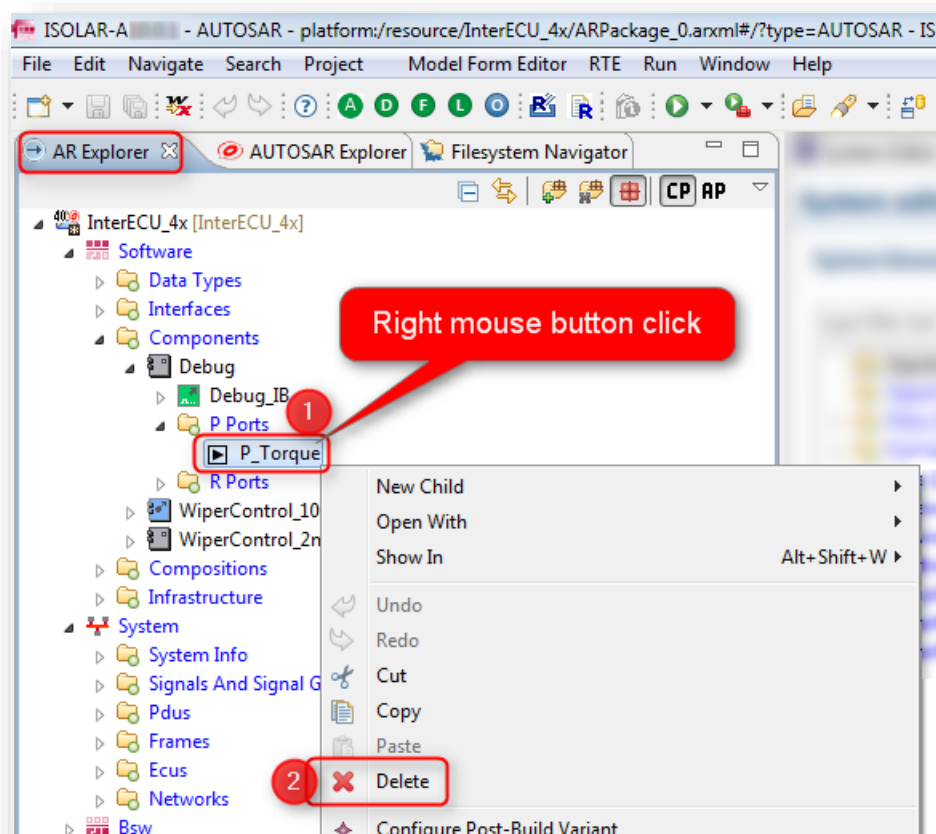 ISOLAR-A - AUTOSAR - platform:/resource/InterECU_4x/ARPackage_0.arxml#/?type=AUTOSAR - IS
File Edit Navigate Search Project Model Form Editor RTE Run Window Help
A D F L O
AR Explorer AUTOSAR Explorer Filesystem Navigator
CP AP
InterECU_4x [InterECU_4x]
Software
Data Types
Interfaces
Components
Right mouse button click
Debug
Debug_IB
1
P Ports
P_Torque
R Ports
WiperControl_10
WiperControl_2n
Compositions
Infrastructure
System
System Info
Signals And Signal G
Pdus
Frames
Ecus
Networks
Bsw
New Child
Open With
Show In Alt+Shift+W
Undo
Redo
Cut
Copy
Paste
2
Delete
Configure Post-Build Variant